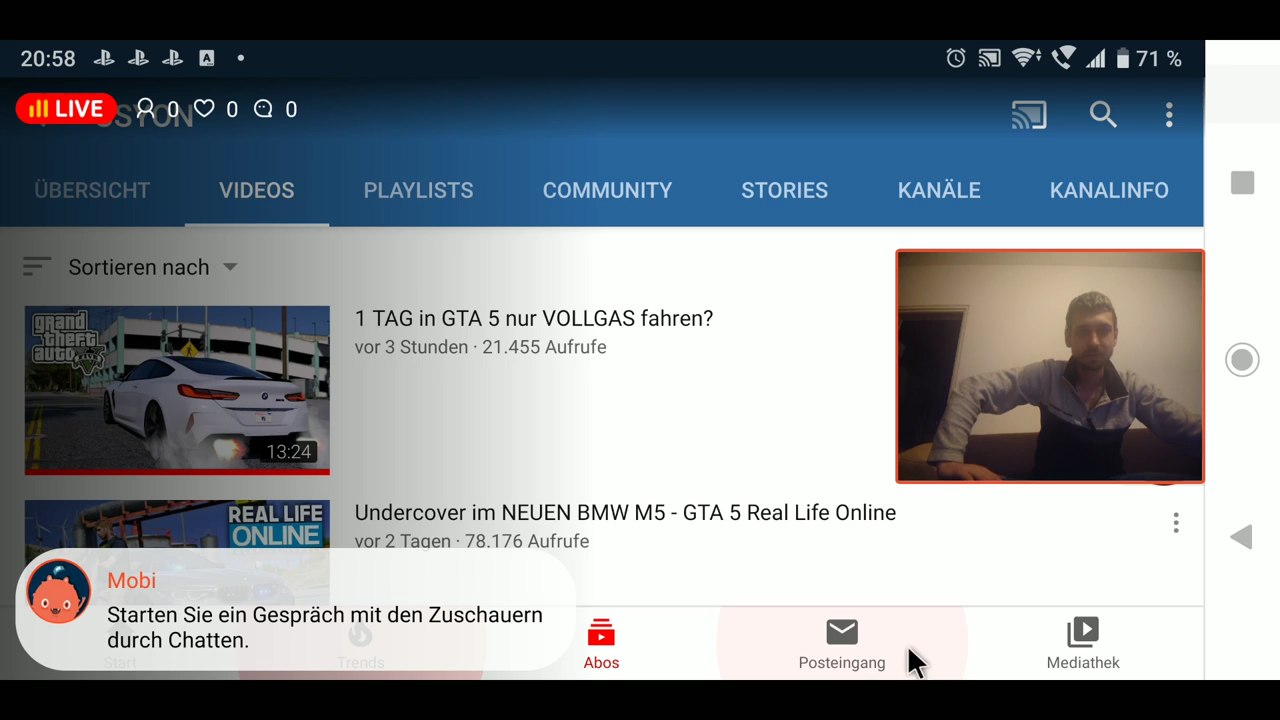 20:58
71 %
LIVE 0 0 0
ÜBERSICHT VIDEOS PLAYLISTS COMMUNITY STORIES KANÄLE KANALINFO
Sortieren nach
grand
theft
auto
13:24
1 TAG in GTA 5 nur VOLLGAS fahren?
vor 3 Stunden · 21.455 Aufrufe
REAL LIFE
ONLINE
Undercover im NEUEN BMW M5 - GTA 5 Real Life Online
vor 2 Tagen · 78.176 Aufrufe
Mobi
Starten Sie ein Gespräch mit den Zuschauern
durch Chatten.
Start Trends Abos Posteingang Mediathek